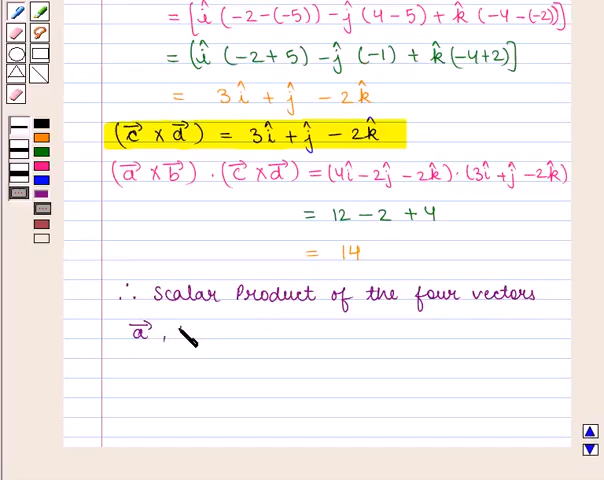 = [î (-2-(-5)) - ĵ (4-5) + k̂ (-4-(-2))]
= (î (-2+5) - ĵ (-1) + k̂ (-4+2)]
= 3î + ĵ - 2k̂
(c⃗ × d⃗) = 3î + ĵ - 2k̂
(a⃗ × b⃗) · (c⃗ × d⃗) = (4î - 2ĵ - 2k̂) · (3î + ĵ - 2k̂)
= 12 - 2 + 4
= 14
∴ Scalar Product of the four vectors
a⃗ ,